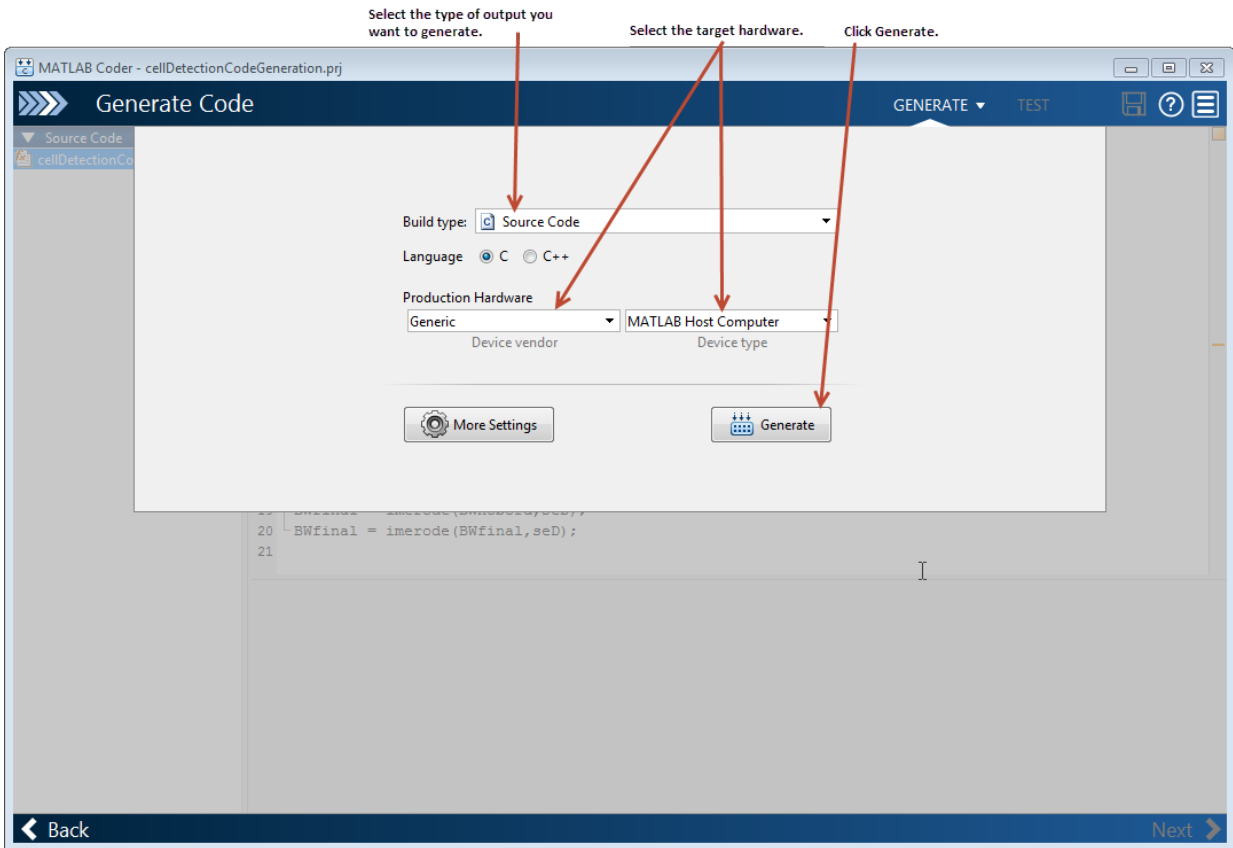 Select the type of output you
want to generate.
Select the target hardware.
Click Generate.
MATLAB Coder - cellDetectionCodeGeneration.prj
Generate Code
GENERATE
TEST
Source Code
cellDetectionCo
Build type: Source Code
Language C C++
Production Hardware
Generic MATLAB Host Computer
Device vendor Device type
More Settings Generate
20 BWfinal = imerode(BWfinal,seD);
21
Back Next